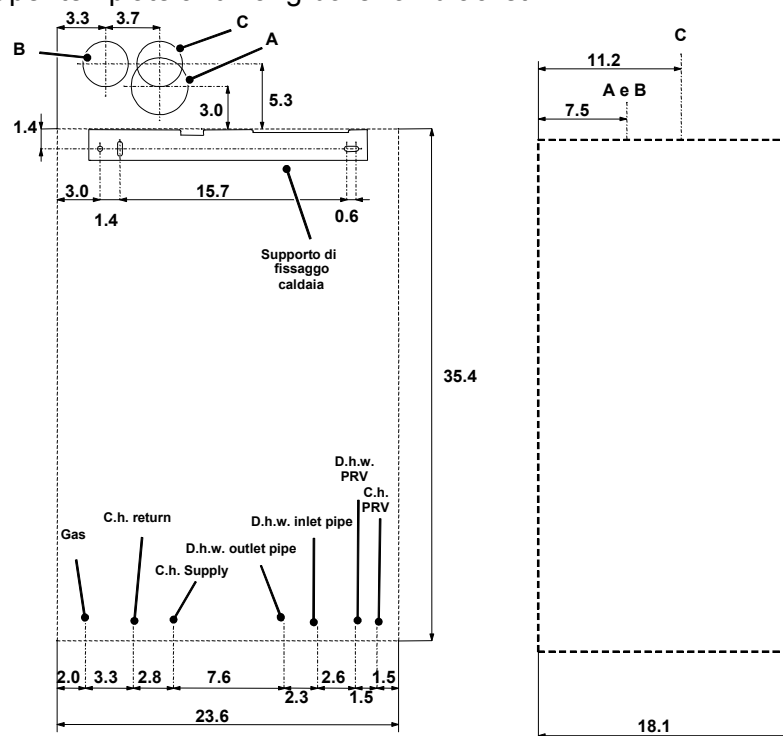 3.3
3.7
C
11.2
C
B
A
A e B
7.5
3.0
5.3
1.4
3.0
15.7
1.4
0.6
Supporto di
fissaggo
caldaia
35.4
D.h.w.
PRV
C.h.
PRV
Gas
C.h. return
D.h.w. inlet pipe
D.h.w. outlet pipe
C.h. Supply
2.0
3.3
2.8
7.6
2.3
2.6
1.5
1.5
23.6
18.1